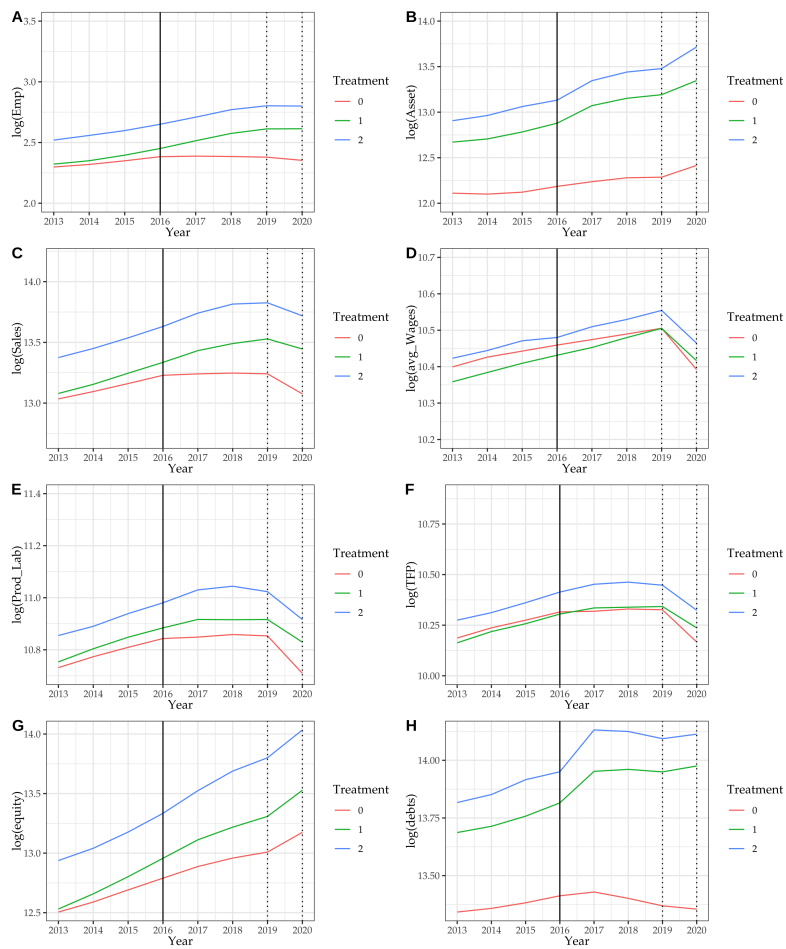 A
log(Emp)
3.5
3.0
2.5
2.0
2013 2014 2015 2016 2017 2018 2019 2020
Year
Treatment
0
1
2
B
log(Asset)
14.0
13.5
13.0
12.5
12.0
2013 2014 2015 2016 2017 2018 2019 2020
Year
Treatment
0
1
2
C
log(Sales)
14.0
13.5
13.0
2013 2014 2015 2016 2017 2018 2019 2020
Year
Treatment
0
1
2
D
log(avg_Wages)
10.7
10.6
10.5
10.4
10.3
10.2
2013 2014 2015 2016 2017 2018 2019 2020
Year
Treatment
0
1
2
E
log(Prod_Lab)
11.4
11.2
11.0
10.8
2013 2014 2015 2016 2017 2018 2019 2020
Year
Treatment
0
1
2
F
log(TFP)
10.75
10.50
10.25
10.00
2013 2014 2015 2016 2017 2018 2019 2020
Year
Treatment
0
1
2
G
log(equity)
14.0
13.5
13.0
12.5
2013 2014 2015 2016 2017 2018 2019 2020
Year
Treatment
0
1
2
H
log(debts)
14.00
13.75
13.50
2013 2014 2015 2016 2017 2018 2019 2020
Year
Treatment
0
1
2